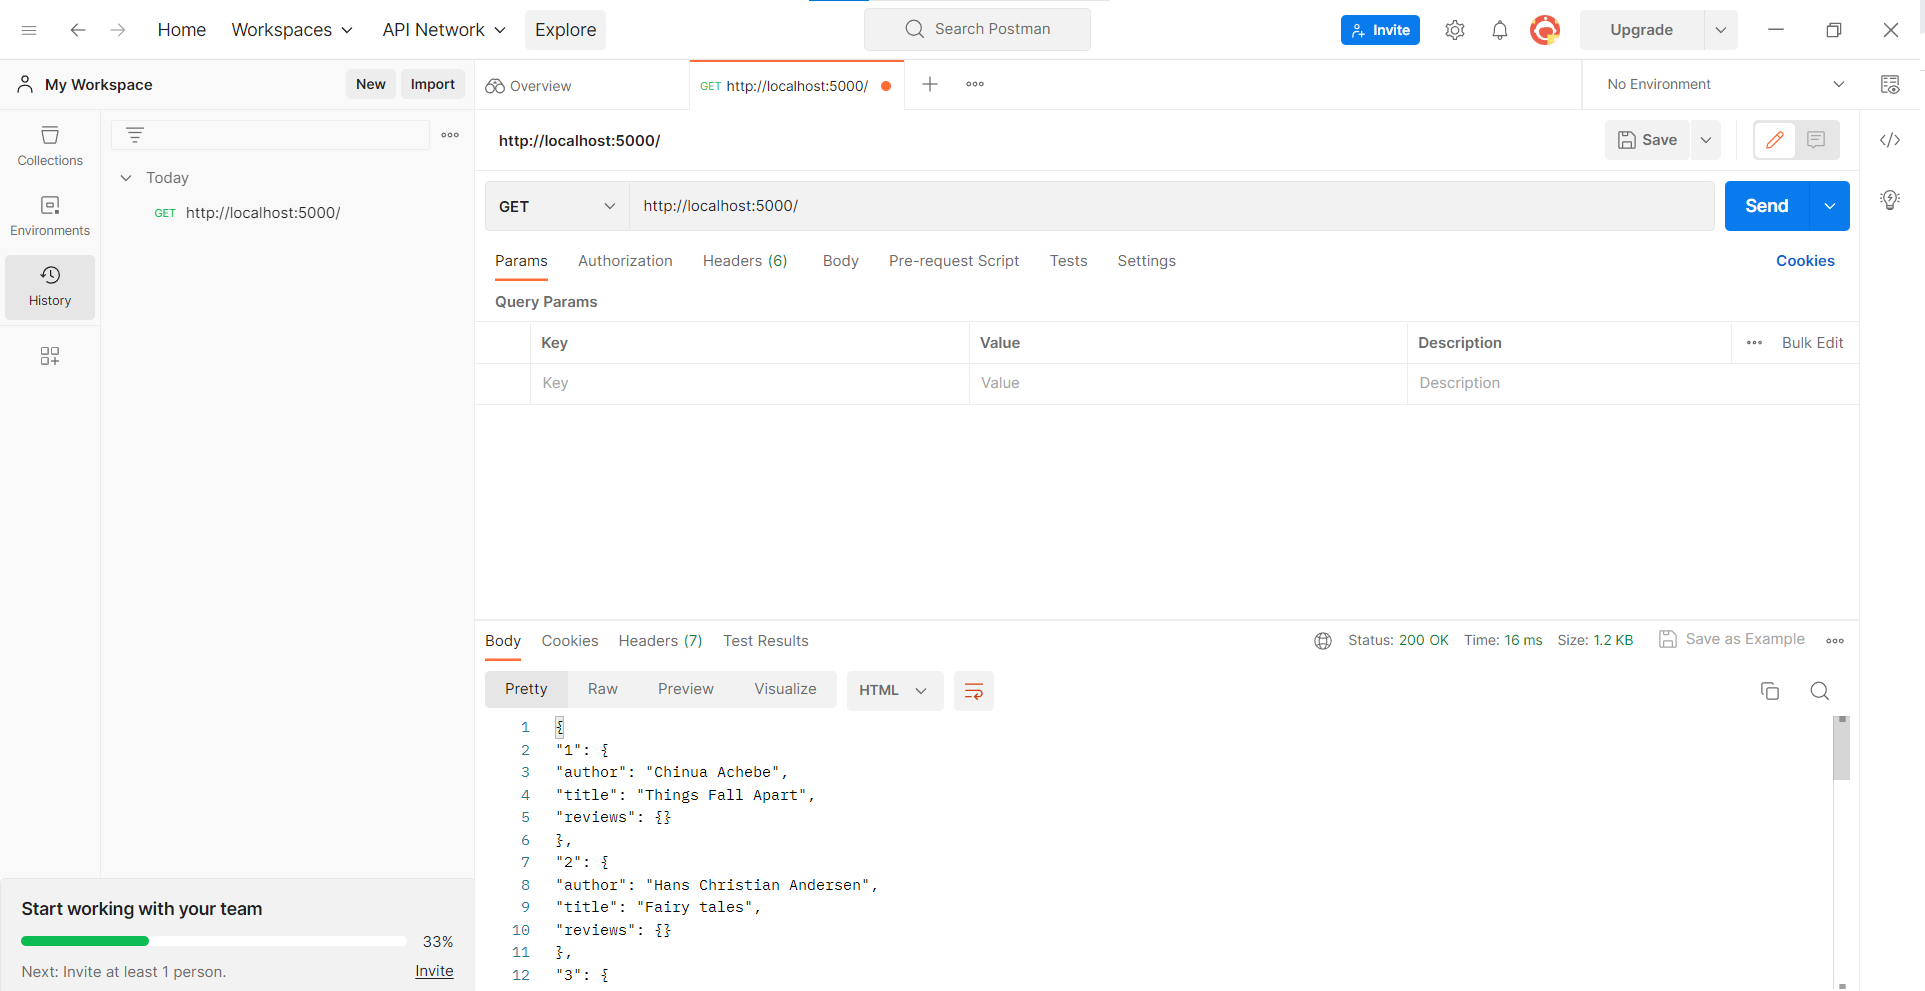 Home Workspaces API Network Explore Search Postman Invite Upgrade
My Workspace New Import Overview GET http://localhost:5000/ No Environment
Collections
Environments
History
Today
GET http://localhost:5000/
http://localhost:5000/ Save
GET http://localhost:5000/ Send
Params Authorization Headers (6) Body Pre-request Script Tests Settings Cookies
Query Params
Key Value Description Bulk Edit
Key Value Description
Body Cookies Headers (7) Test Results Status: 200 OK Time: 16 ms Size: 1.2 KB Save as Example
Pretty Raw Preview Visualize HTML
1 {
2 "1": {
3 "author": "Chinua Achebe",
4 "title": "Things Fall Apart",
5 "reviews": {}
6 },
7 "2": {
8 "author": "Hans Christian Andersen",
9 "title": "Fairy tales",
10 "reviews": {}
11 },
12 "3": {
Start working with your team
33%
Next: Invite at least 1 person. Invite